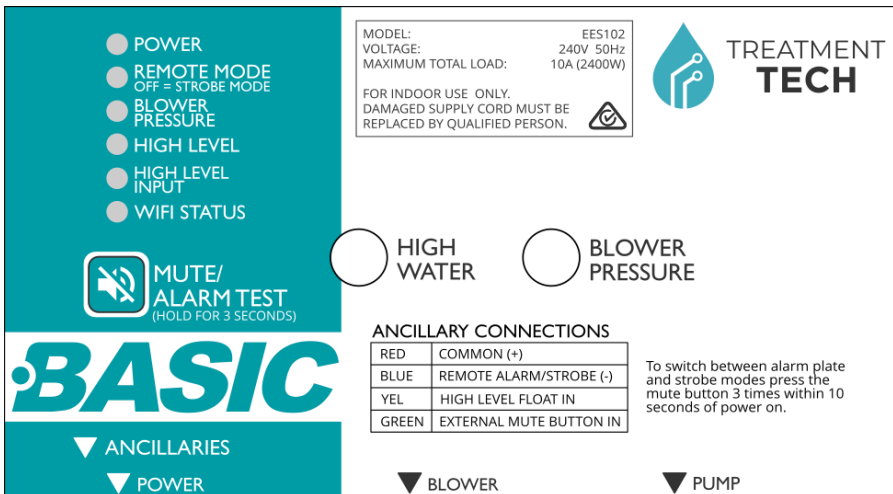 POWER
REMOTE MODE
OFF = STROBE MODE
BLOWER
PRESSURE
HIGH LEVEL
HIGH LEVEL
INPUT
WIFI STATUS
MUTE/
ALARM TEST
(HOLD FOR 3 SECONDS)
BASIC
ANCILLARIES
POWER
MODEL: EES102
VOLTAGE: 240V 50Hz
MAXIMUM TOTAL LOAD: 10A (2400W)
FOR INDOOR USE ONLY.
DAMAGED SUPPLY CORD MUST BE
REPLACED BY QUALIFIED PERSON.
TREATMENT
TECH
HIGH
WATER
BLOWER
PRESSURE
ANCILLARY CONNECTIONS
RED COMMON (+)
BLUE REMOTE ALARM/STROBE (-)
YEL HIGH LEVEL FLOAT IN
GREEN EXTERNAL MUTE BUTTON IN
To switch between alarm plate
and strobe modes press the
mute button 3 times within 10
seconds of power on.
BLOWER
PUMP